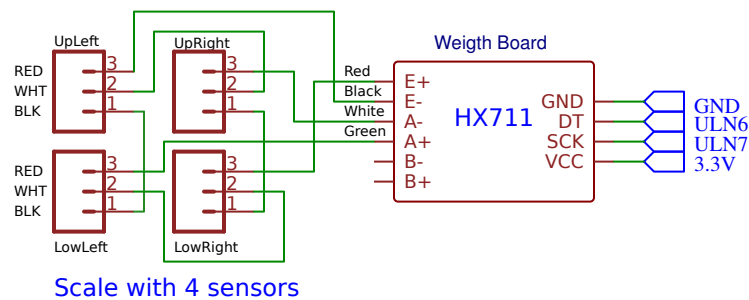 Weigth Board
UpLeft
UpRight
RED 3
WHT 2
BLK 1
3
2
1
Red
Black
White
Green
E+
E-
A-
A+
B-
B+
HX711
GND
DT
SCK
VCC
GND
ULN6
ULN7
3.3V
RED 3
WHT 2
BLK 1
3
2
1
LowLeft
LowRight
Scale with 4 sensors